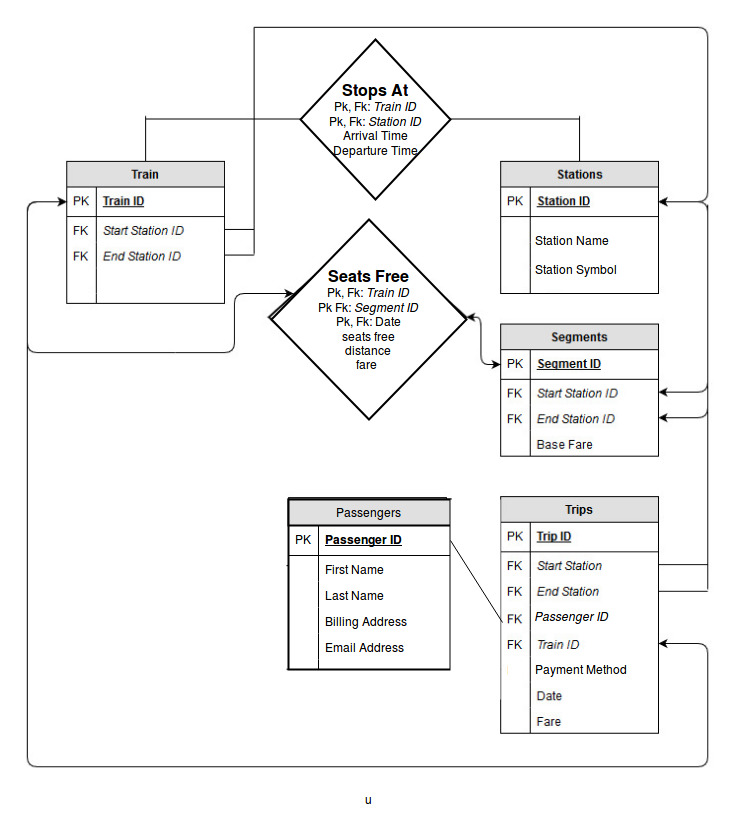 Stops At
Pk, Fk: Train ID
Pk, Fk: Station ID
Arrival Time
Departure Time
Train
PK Train ID
FK Start Station ID
FK End Station ID
Stations
PK Station ID
Station Name
Station Symbol
Seats Free
Pk, Fk: Train ID
Pk Fk: Segment ID
Pk, Fk: Date
seats free
distance
fare
Segments
PK Segment ID
FK Start Station ID
FK End Station ID
Base Fare
Passengers
PK Passenger ID
First Name
Last Name
Billing Address
Email Address
Trips
PK Trip ID
FK Start Station
FK End Station
FK Passenger ID
FK Train ID
Payment Method
Date
Fare
u